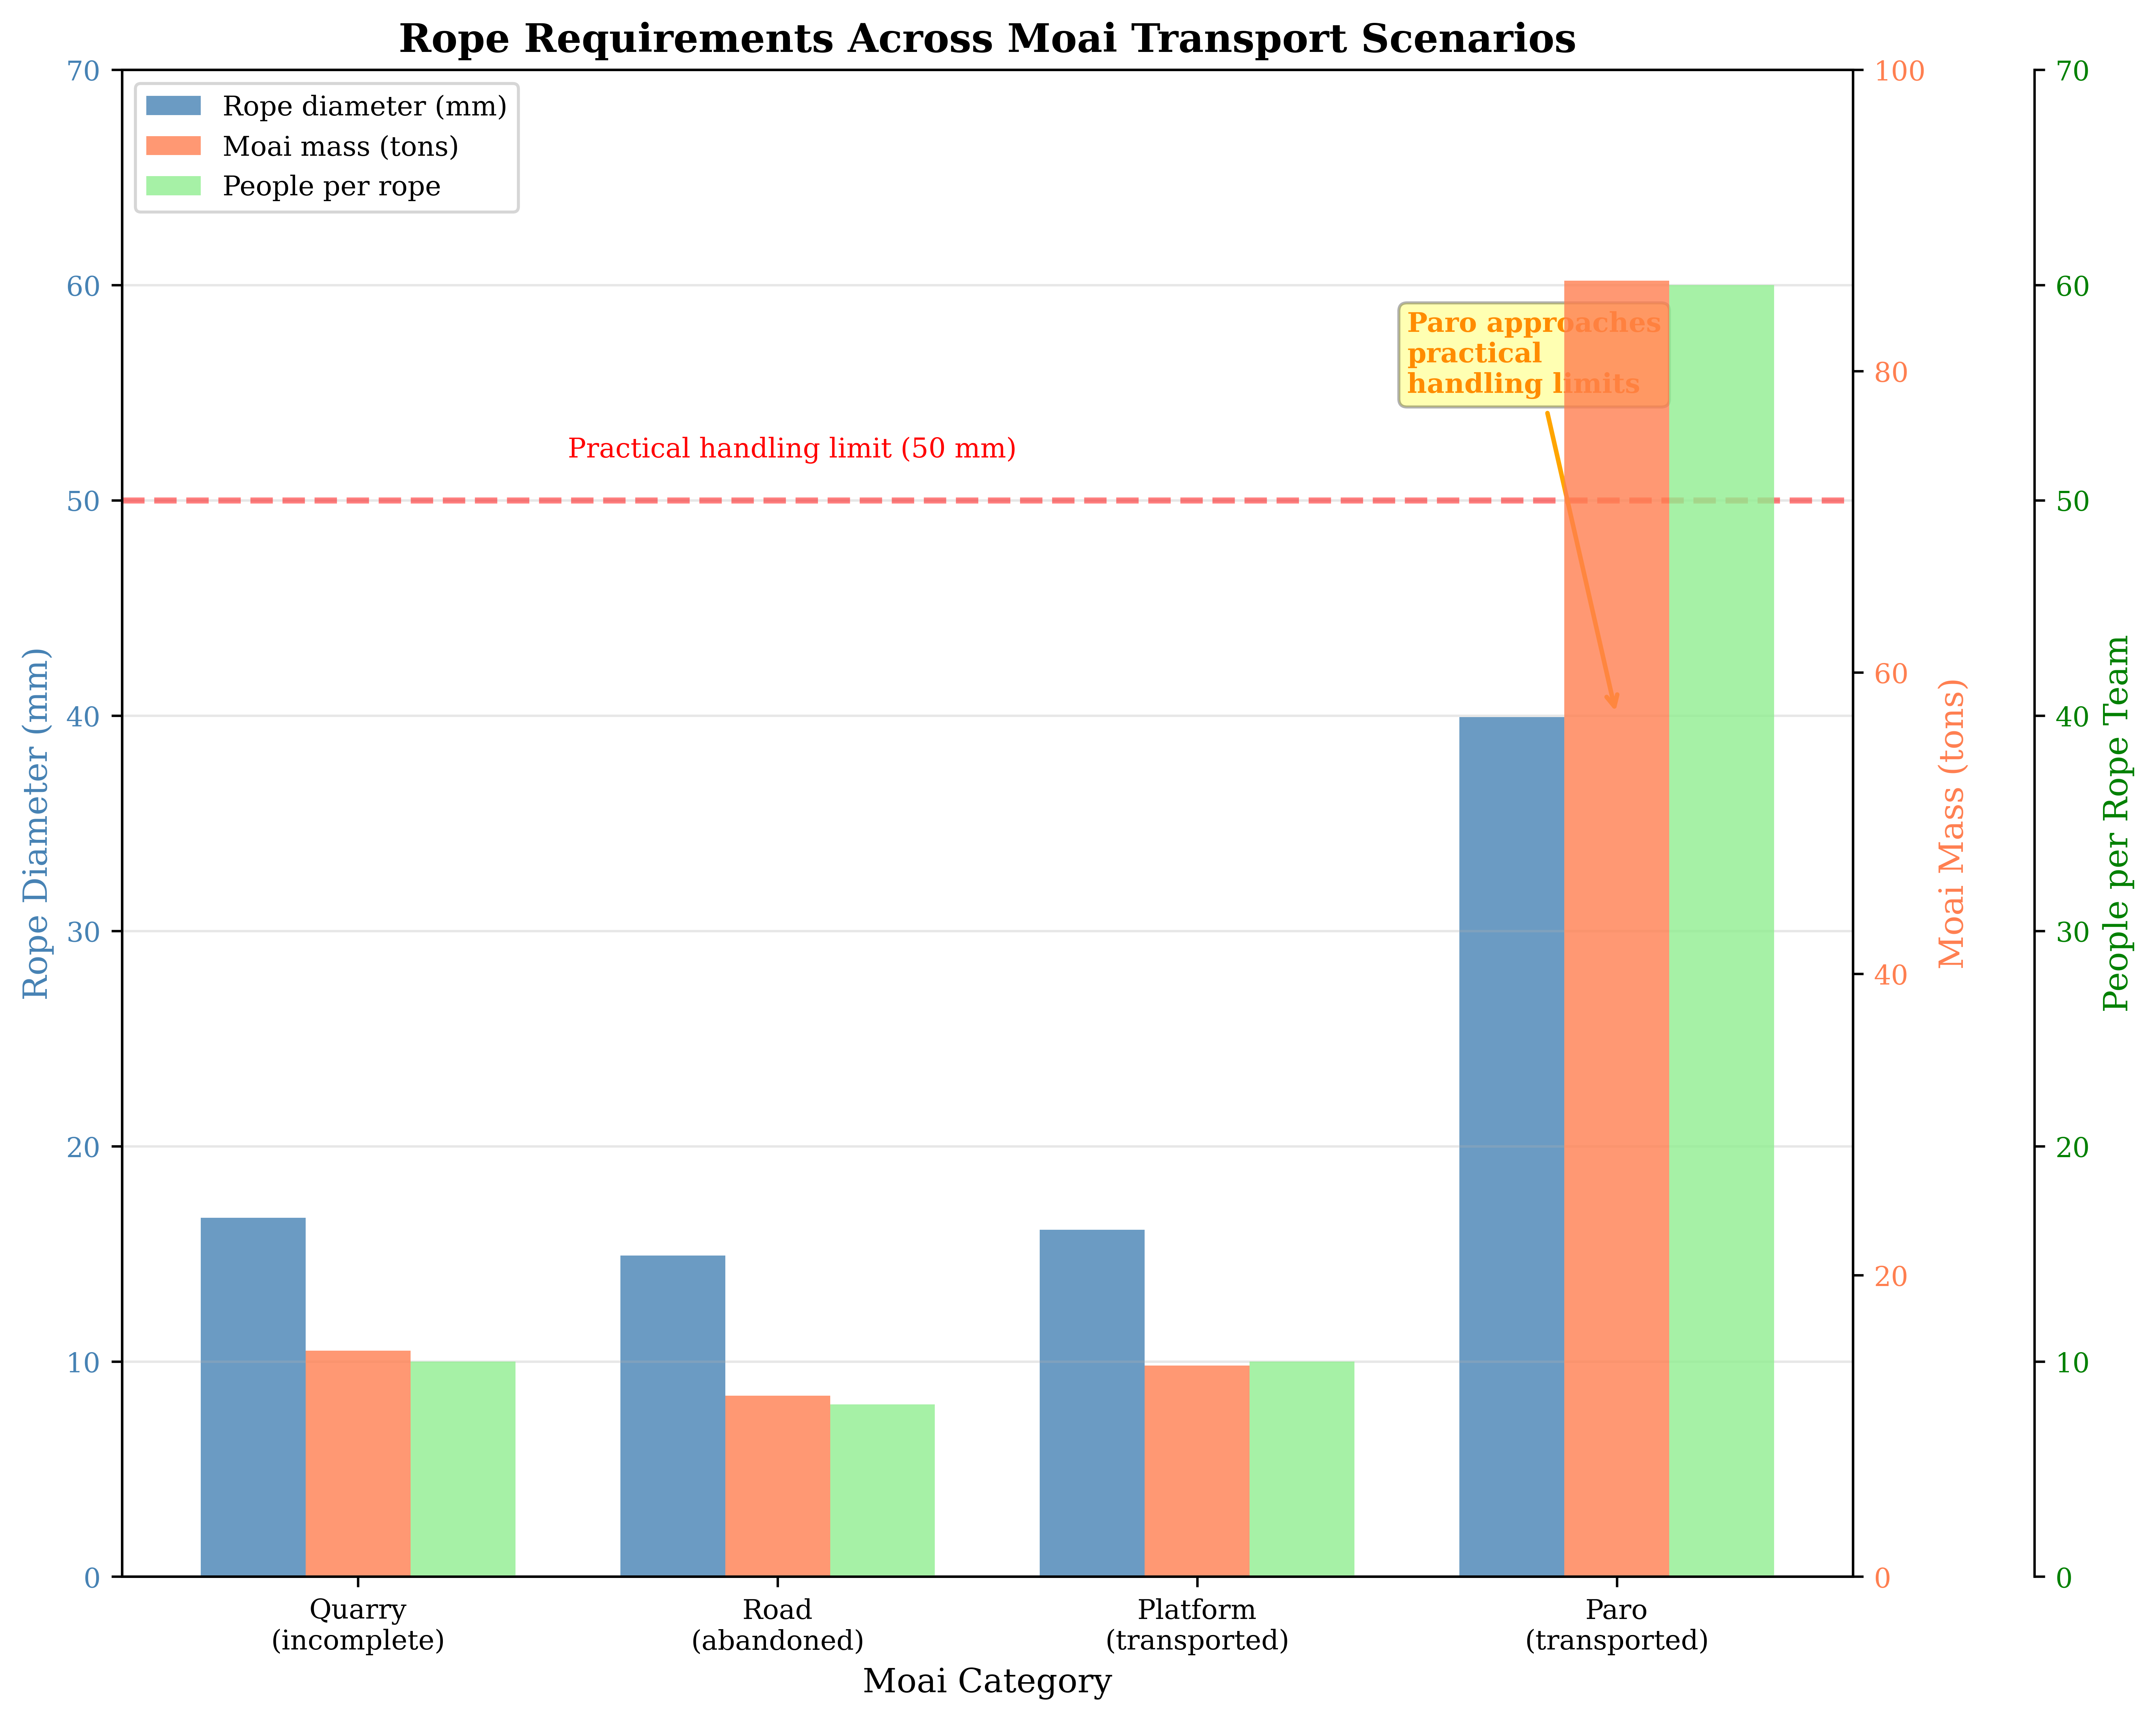 Rope Requirements Across Moai Transport Scenarios
Rope diameter (mm)
Moai mass (tons)
People per rope
Practical handling limit (50 mm)
Paro approaches
practical
handling limits
Rope Diameter (mm)
70
60
50
40
30
20
10
0
100
80
60
40
20
0
Moai Mass (tons)
70
60
50
40
30
20
10
0
People per Rope Team
Quarry
(incomplete)
Road
(abandoned)
Platform
(transported)
Paro
(transported)
Moai Category